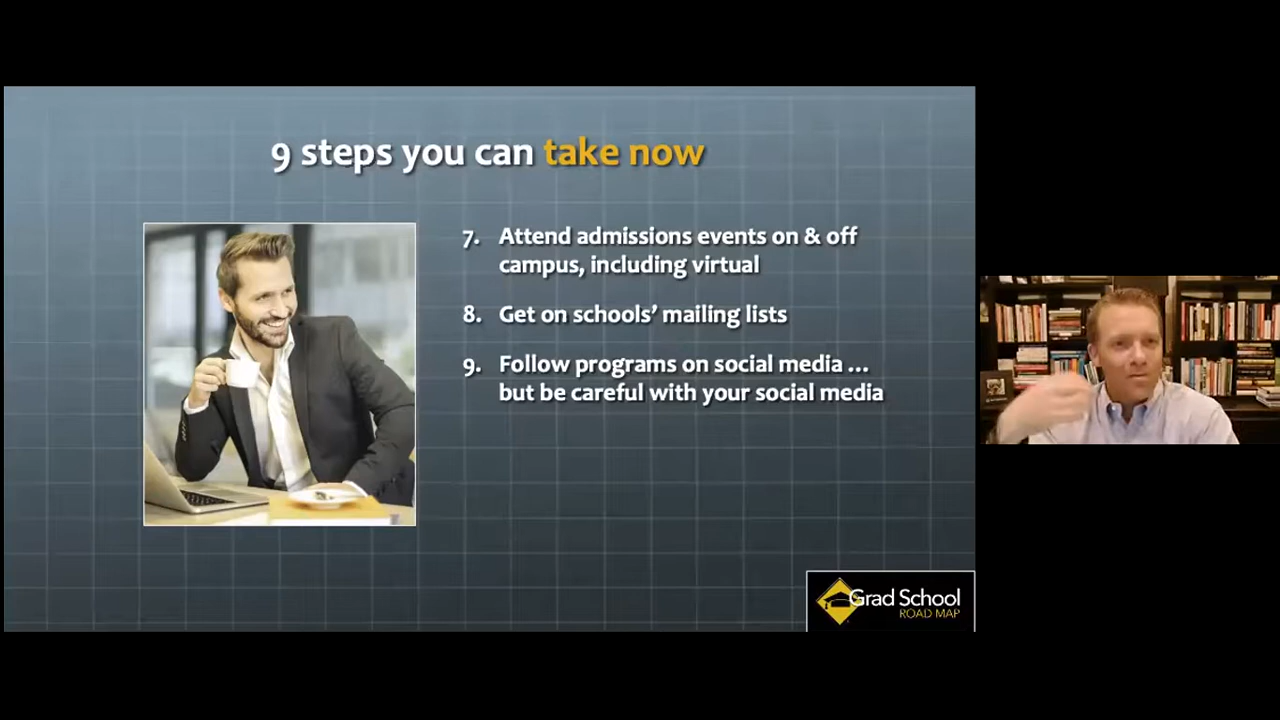 9 steps you can take now
7. Attend admissions events on & off
campus, including virtual
8. Get on schools’ mailing lists
9. Follow programs on social media ...
but be careful with your social media
Grad School
ROAD MAP